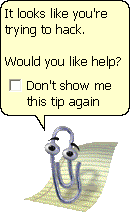 It looks like you're
trying to hack.
Would you like help?
Don't show me
this tip again